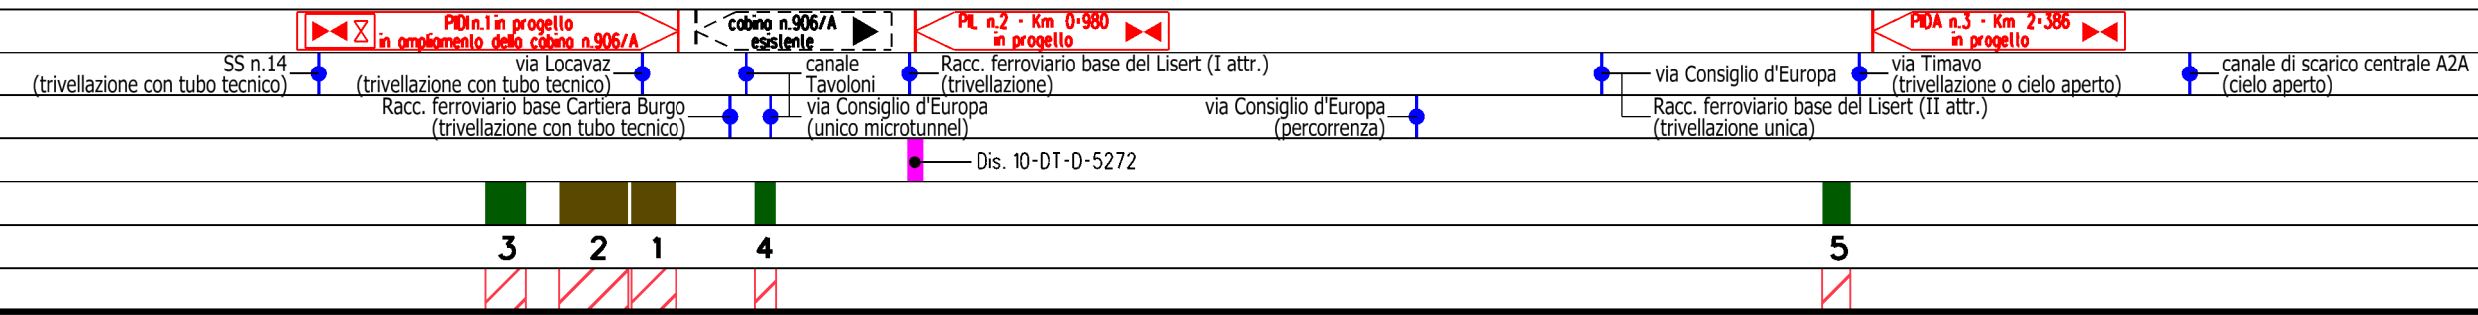 PIDI n.1 in progetto
in ampliamento della cabina n.906/A
cabina n.906/A
esistente
PIL n.2 - Km 0+980
in progetto
PIDA n.3 - Km 2+386
in progetto
SS n.14
(trivellazione con tubo tecnico)
via Locavaz
(trivellazione con tubo tecnico)
canale
Tavoloni
Racc. ferroviario base del Lisert (I attr.)
(trivellazione)
via Consiglio d'Europa
via Timavo
(trivellazione o cielo aperto)
canale di scarico centrale A2A
(cielo aperto)
Racc. ferroviario base Cartiera Burgo
(trivellazione con tubo tecnico)
via Consiglio d'Europa
(unico microtunnel)
via Consiglio d'Europa
(percorrenza)
Racc. ferroviario base del Lisert (II attr.)
(trivellazione unica)
Dis. 10-DT-D-5272
3 2 1 4 5